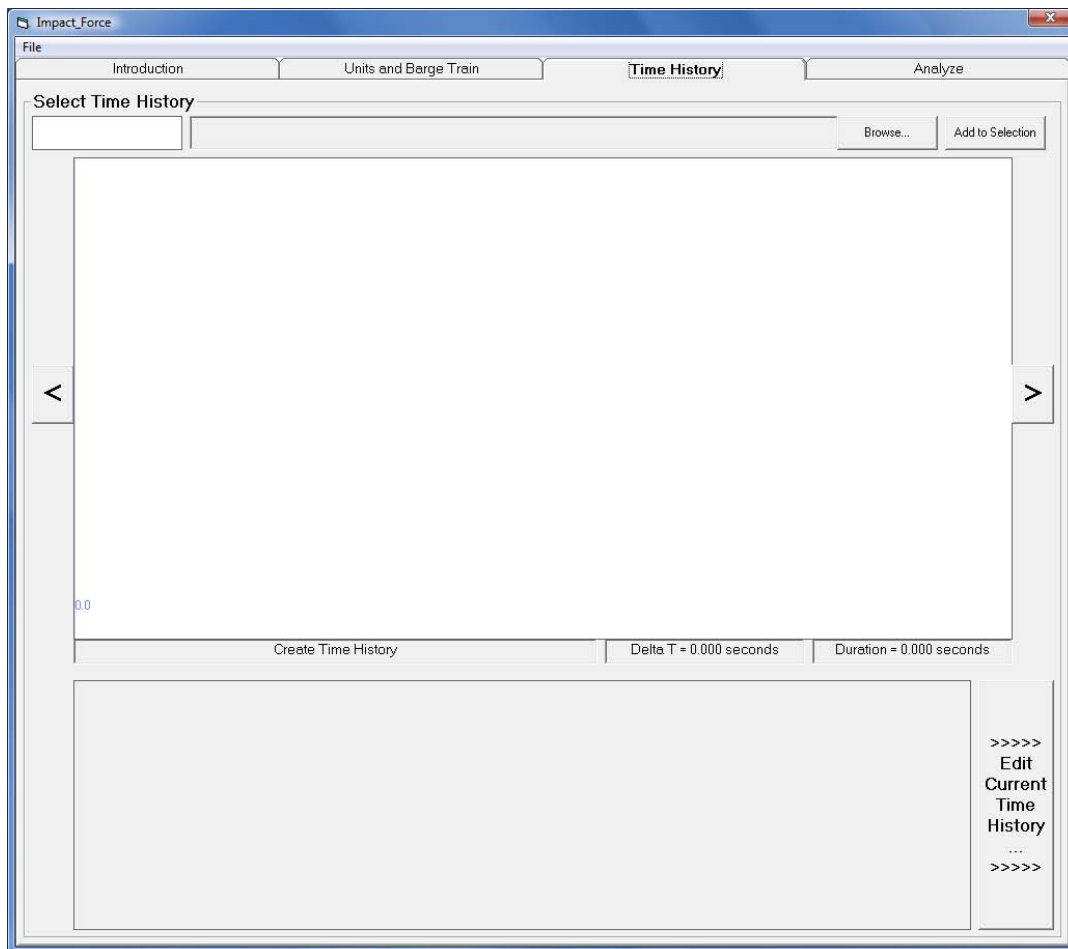 Impact_Force
X
File
Introduction Units and Barge Train Time History Analyze
Select Time History
Browse... Add to Selection
<
>
0.0
Create Time History Delta T = 0.000 seconds Duration = 0.000 seconds
>>>>>
Edit
Current
Time
History
...
>>>>>